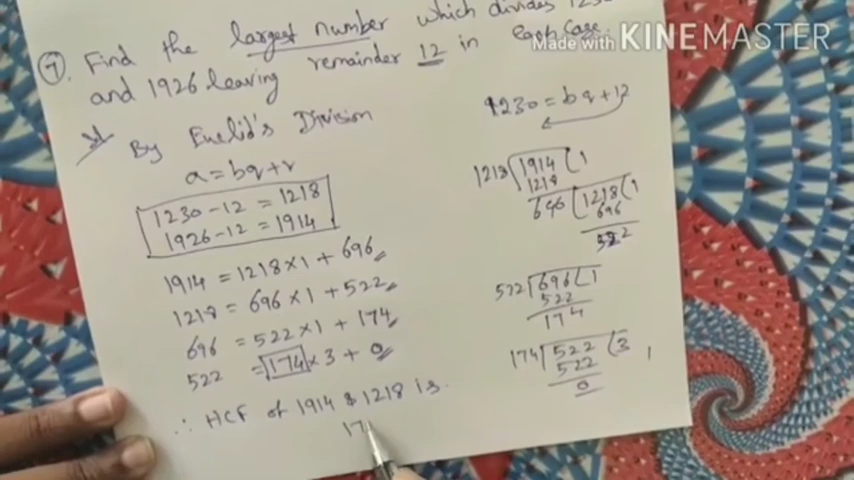 7. Find the largest number which divides 1230
and 1926 leaving remainder 12 in each case.
Made with KINEMASTER
By Euclid's Division
a = bq + r
1230 - 12 = 1218
1926 - 12 = 1914
1914 = 1218 × 1 + 696
1218 = 696 × 1 + 522
696 = 522 × 1 + 174
522 = 174 × 3 + 0
∴ HCF of 1914 & 1218 is
17
1230 = bq + 12
1218 1914 1
1218
696 1218 1
696
522
522 696 1
522
174
174 522 3
522
0